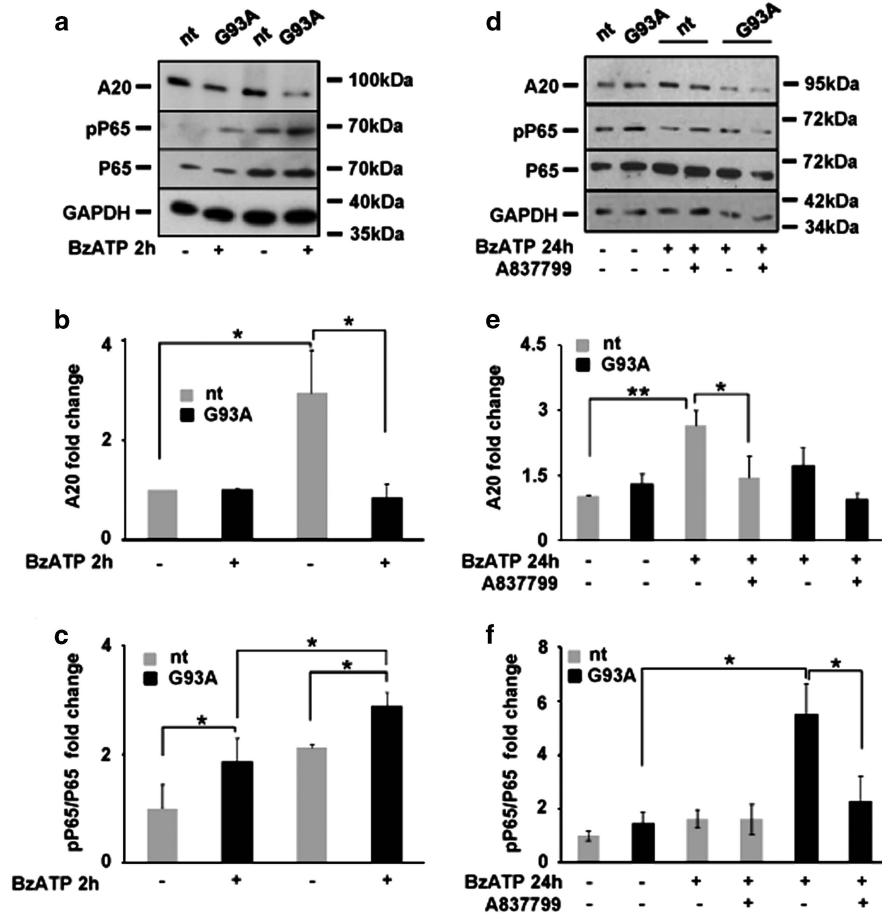 a
nt G93A nt G93A
A20
pP65
P65
GAPDH
100kDa
70kDa
70kDa
40kDa
35kDa
BzATP 2h - + - +
b
A20 fold change
4
2
0
nt
G93A
*
*
BzATP 2h - + - +
c
pP65/P65 fold change
4
2
0
nt
G93A
*
*
*
BzATP 2h - + - +
d
nt G93A nt G93A
A20
pP65
P65
GAPDH
95kDa
72kDa
72kDa
42kDa
34kDa
BzATP 24h - - + + + +
A837799 - - - + - +
e
A20 fold change
4.5
3
1.5
0
nt
G93A
**
*
BzATP 24h - - + + + +
A837799 - - - + - +
f
pP65/P65 fold change
8
6
4
2
0
nt
G93A
*
*
BzATP 24h - - + + + +
A837799 - - - + - +